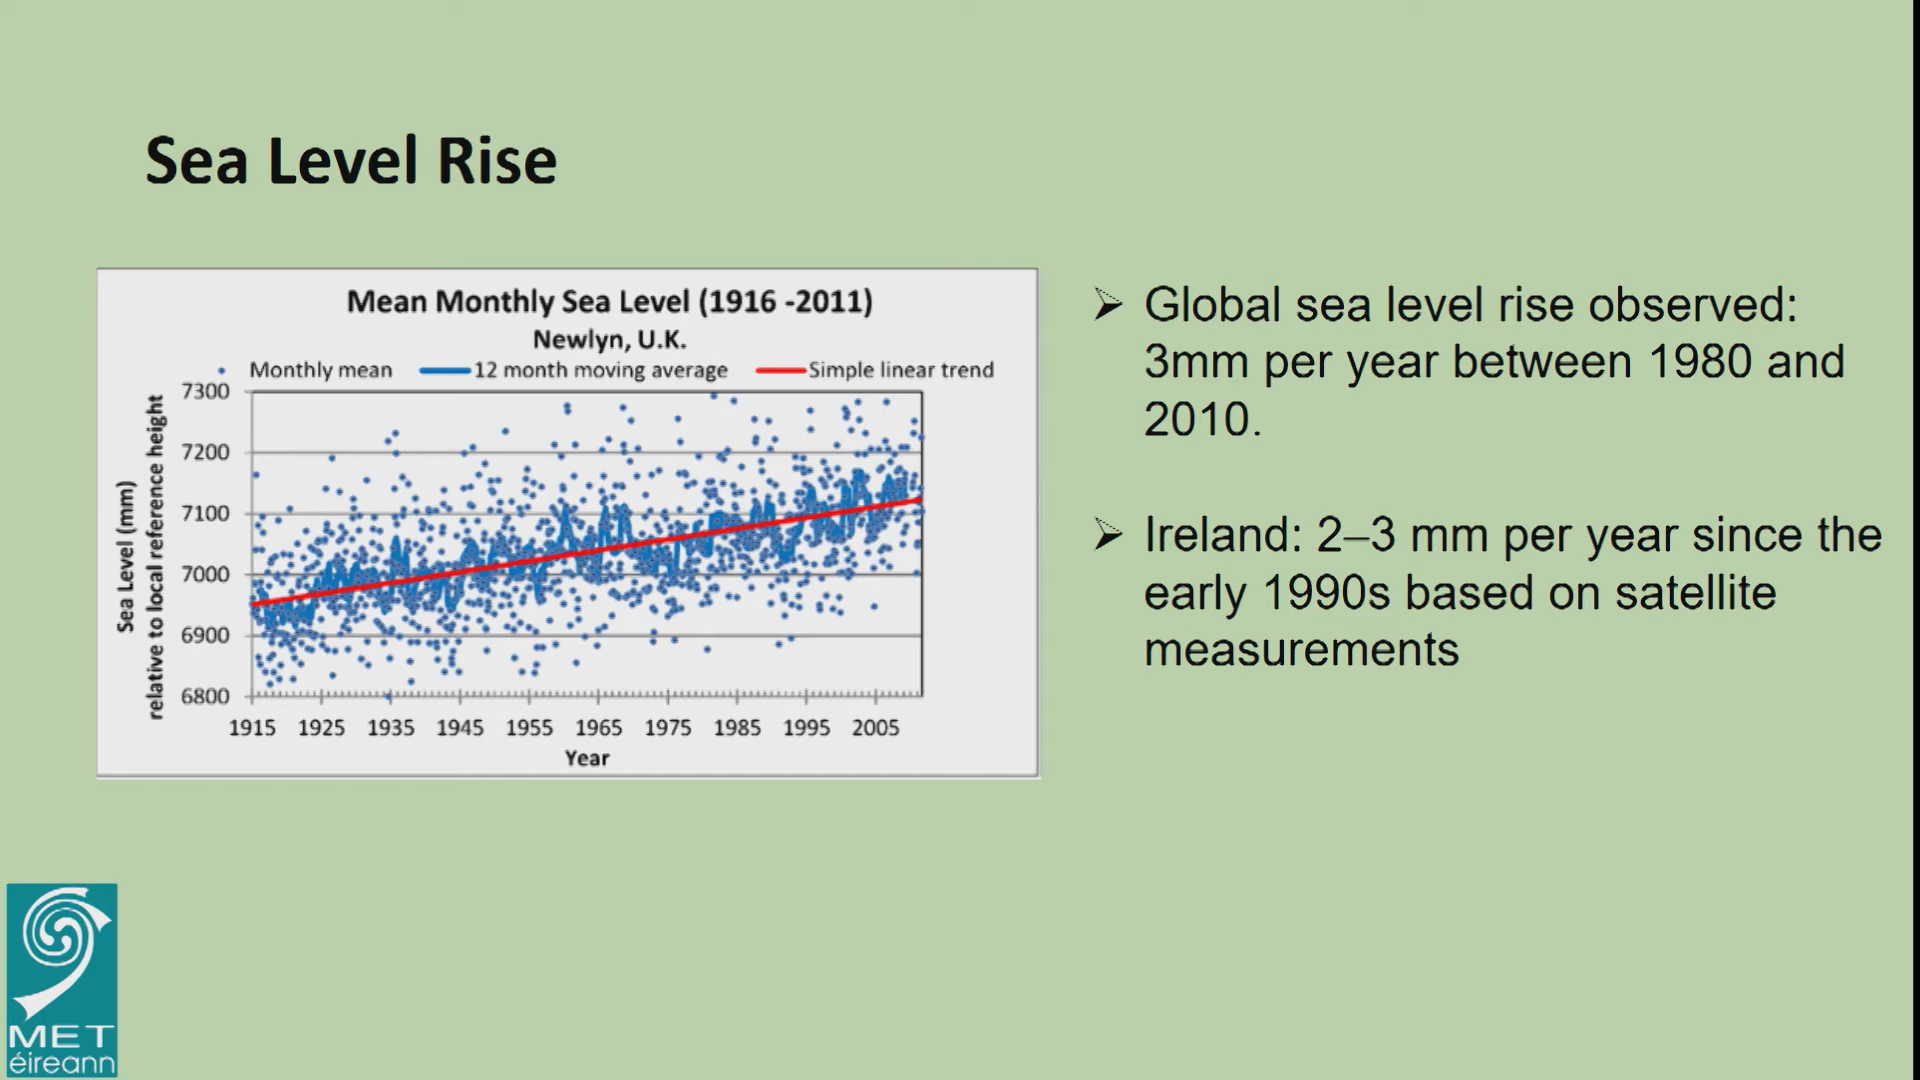 Sea Level Rise
Mean Monthly Sea Level (1916 -2011)
Newlyn, U.K.
Monthly mean 12 month moving average Simple linear trend
Sea Level (mm)
relative to local reference height
7300
7200
7100
7000
6900
6800
1915 1925 1935 1945 1955 1965 1975 1985 1995 2005
Year
➢ Global sea level rise observed:
3mm per year between 1980 and
2010.
➢ Ireland: 2–3 mm per year since the
early 1990s based on satellite
measurements
MET
éireann